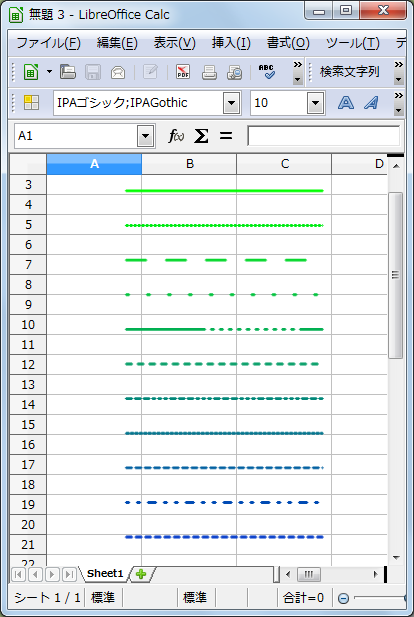 無題 3 - LibreOffice Calc
ファイル(F) 編集(E) 表示(V) 挿入(I) 書式(O) ツール(T) デ
PDF ABC 検索文字列
IPAゴシック;IPAGothic 10 A A
A1 f(x) Σ =
A B C D
3
4
5
6
7
8
9
10
11
12
13
14
15
16
17
18
19
20
21
22
Sheet1
シート 1 / 1 標準 標準 合計=0